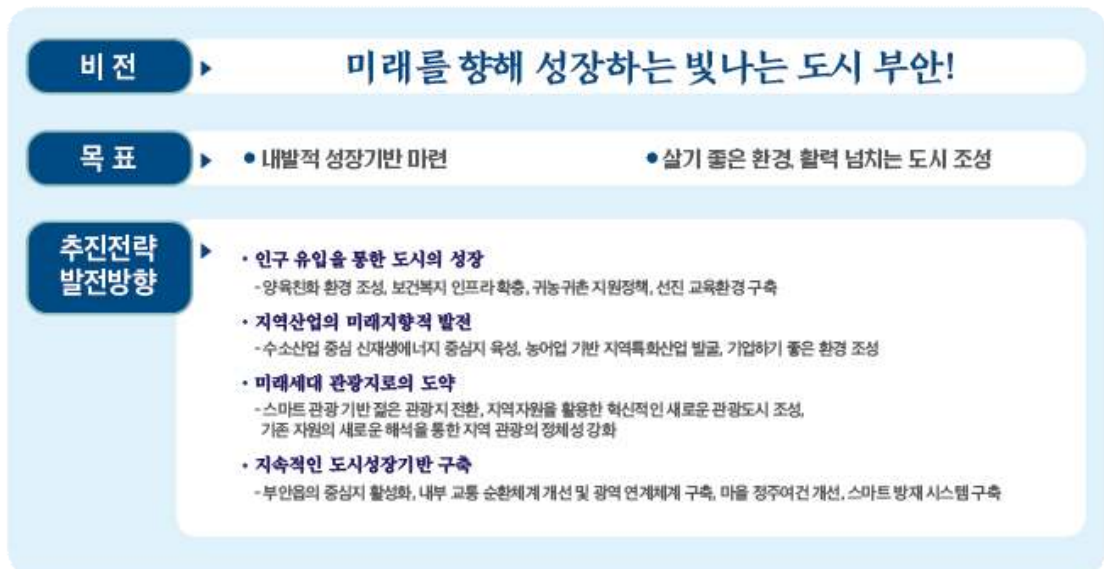 비 전
미래를 향해 성장하는 빛나는 도시 부안!
목 표
● 내발적 성장기반 마련
● 살기 좋은 환경, 활력 넘치는 도시 조성
추진전략
발전방향
· 인구 유입을 통한 도시의 성장
- 양육친화 환경 조성, 보건복지 인프라 확충, 귀농귀촌 지원정책, 선진 교육환경 구축
· 지역산업의 미래지향적 발전
- 수소산업 중심 신재생에너지 중심지 육성, 농어업 기반 지역특화산업 발굴, 기업하기 좋은 환경 조성
· 미래세대 관광지로의 도약
- 스마트 관광 기반 젊은 관광지 전환, 지역자원을 활용한 혁신적인 새로운 관광도시 조성,
기존 자원의 새로운 해석을 통한 지역 관광의 정체성 강화
· 지속적인 도시성장기반 구축
- 부안읍의 중심지 활성화, 내부 교통 순환체계 개선 및 광역 연계체계 구축, 마을 정주여건 개선, 스마트 방재 시스템 구축